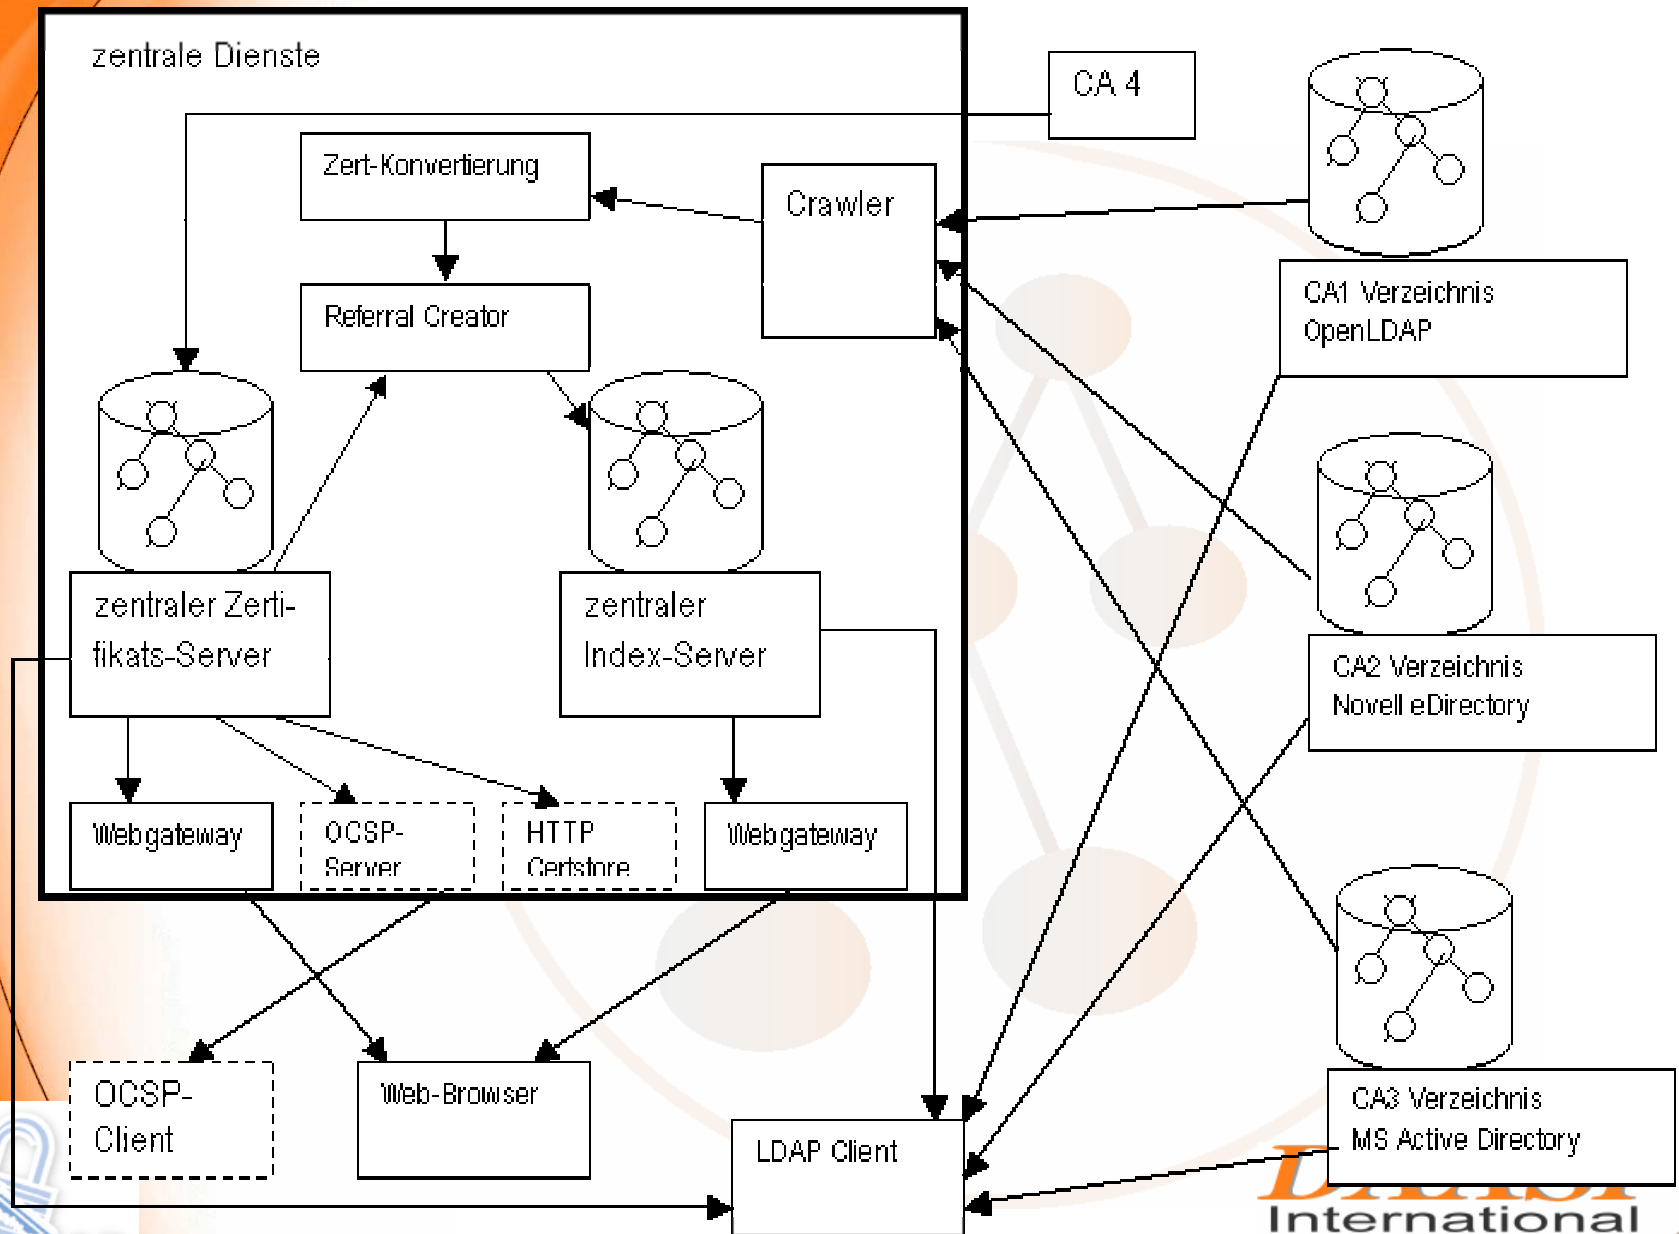 zentrale Dienste
CA 4
Zert-Konvertierung
Crawler
CA1 Verzeichnis
OpenLDAP
Referral Creator
zentraler Zerti-
fikats-Server
zentraler
Index-Server
CA2 Verzeichnis
Novell eDirectory
Webgateway
OCSP-
Server
HTTP
Certstore
Webgateway
OCSP-
Client
Web-Browser
LDAP Client
CA3 Verzeichnis
MS Active Directory
International